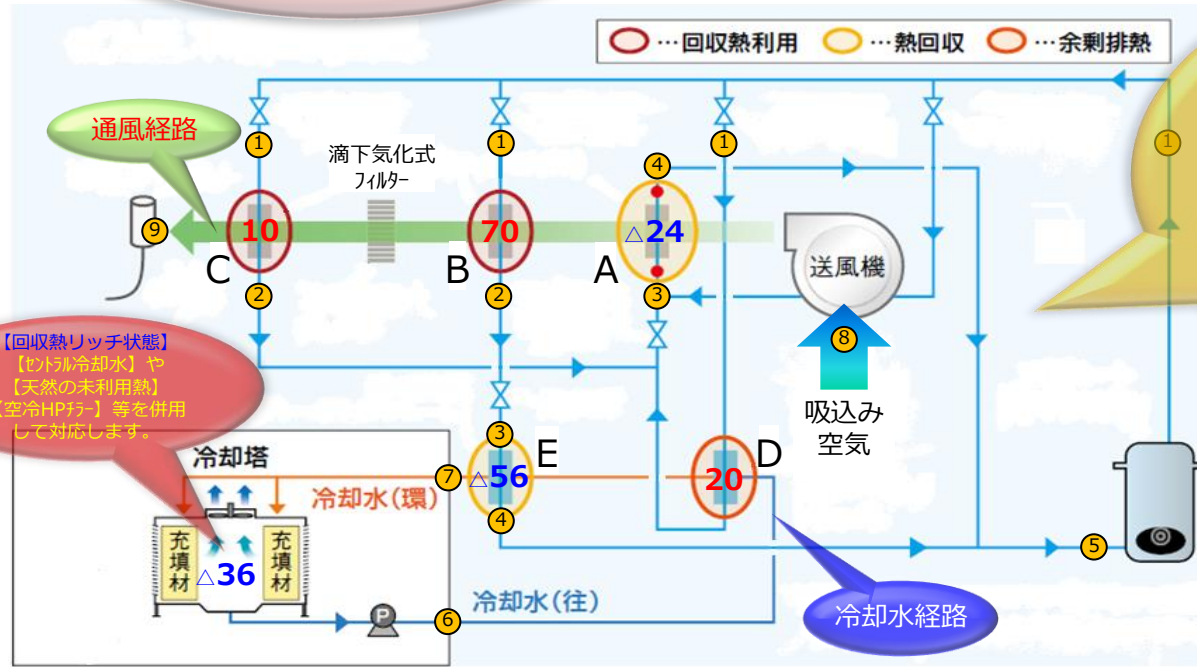 …回収熱利用 …熱回収 …余剰排熱
通風経路
滴下気化式
フィルター
① ① ① ①
④
⑨
10
70
△24
送風機
C
B
A
② ② ③
⑧
吸込み
空気
【回収熱リッチ状態】
【セントラル冷却水】や
【天然の未利用熱】
【空冷HPチラー】等を併用
して対応します。
冷却塔
冷却水(環)
⑦
③
△56
④
E
20
D
⑤
充填材
△36
充填材
P
⑥
冷却水(往)
冷却水経路